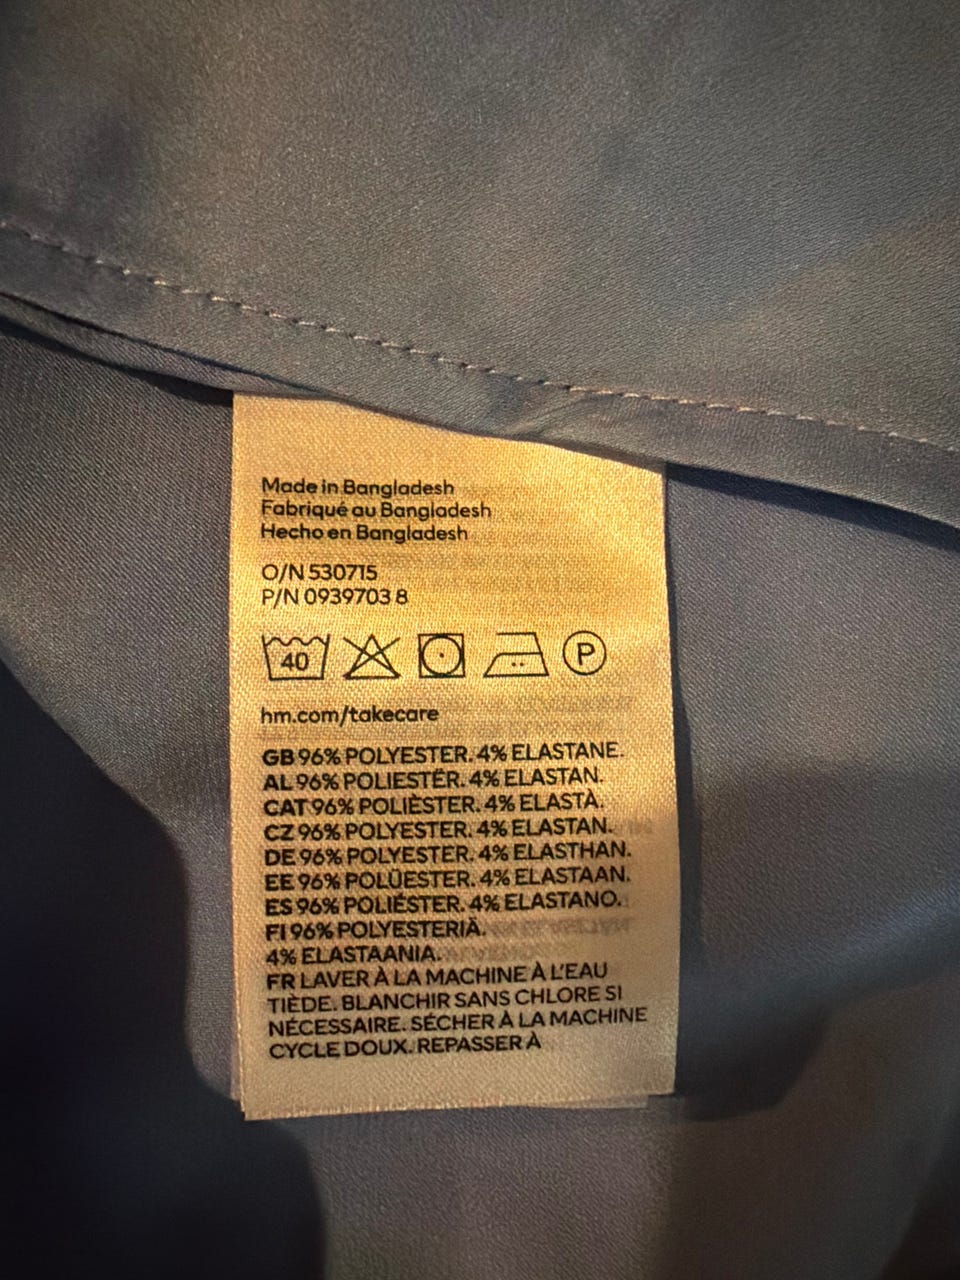 Made in Bangladesh
Fabriqué au Bangladesh
Hecho en Bangladesh
O/N 530715
P/N 0939703 8
40 P
hm.com/takecare
GB 96% POLYESTER. 4% ELASTANE.
AL 96% POLIESTËR. 4% ELASTAN.
CAT 96% POLIÈSTER. 4% ELASTÀ.
CZ 96% POLYESTER. 4% ELASTAN.
DE 96% POLYESTER. 4% ELASTHAN.
EE 96% POLÜESTER. 4% ELASTAAN.
ES 96% POLIÉSTER. 4% ELASTANO.
FI 96% POLYESTERIÄ.
4% ELASTAANIA.
FR LAVER À LA MACHINE À L'EAU
TIÈDE. BLANCHIR SANS CHLORE SI
NÉCESSAIRE. SÉCHER À LA MACHINE
CYCLE DOUX. REPASSER À